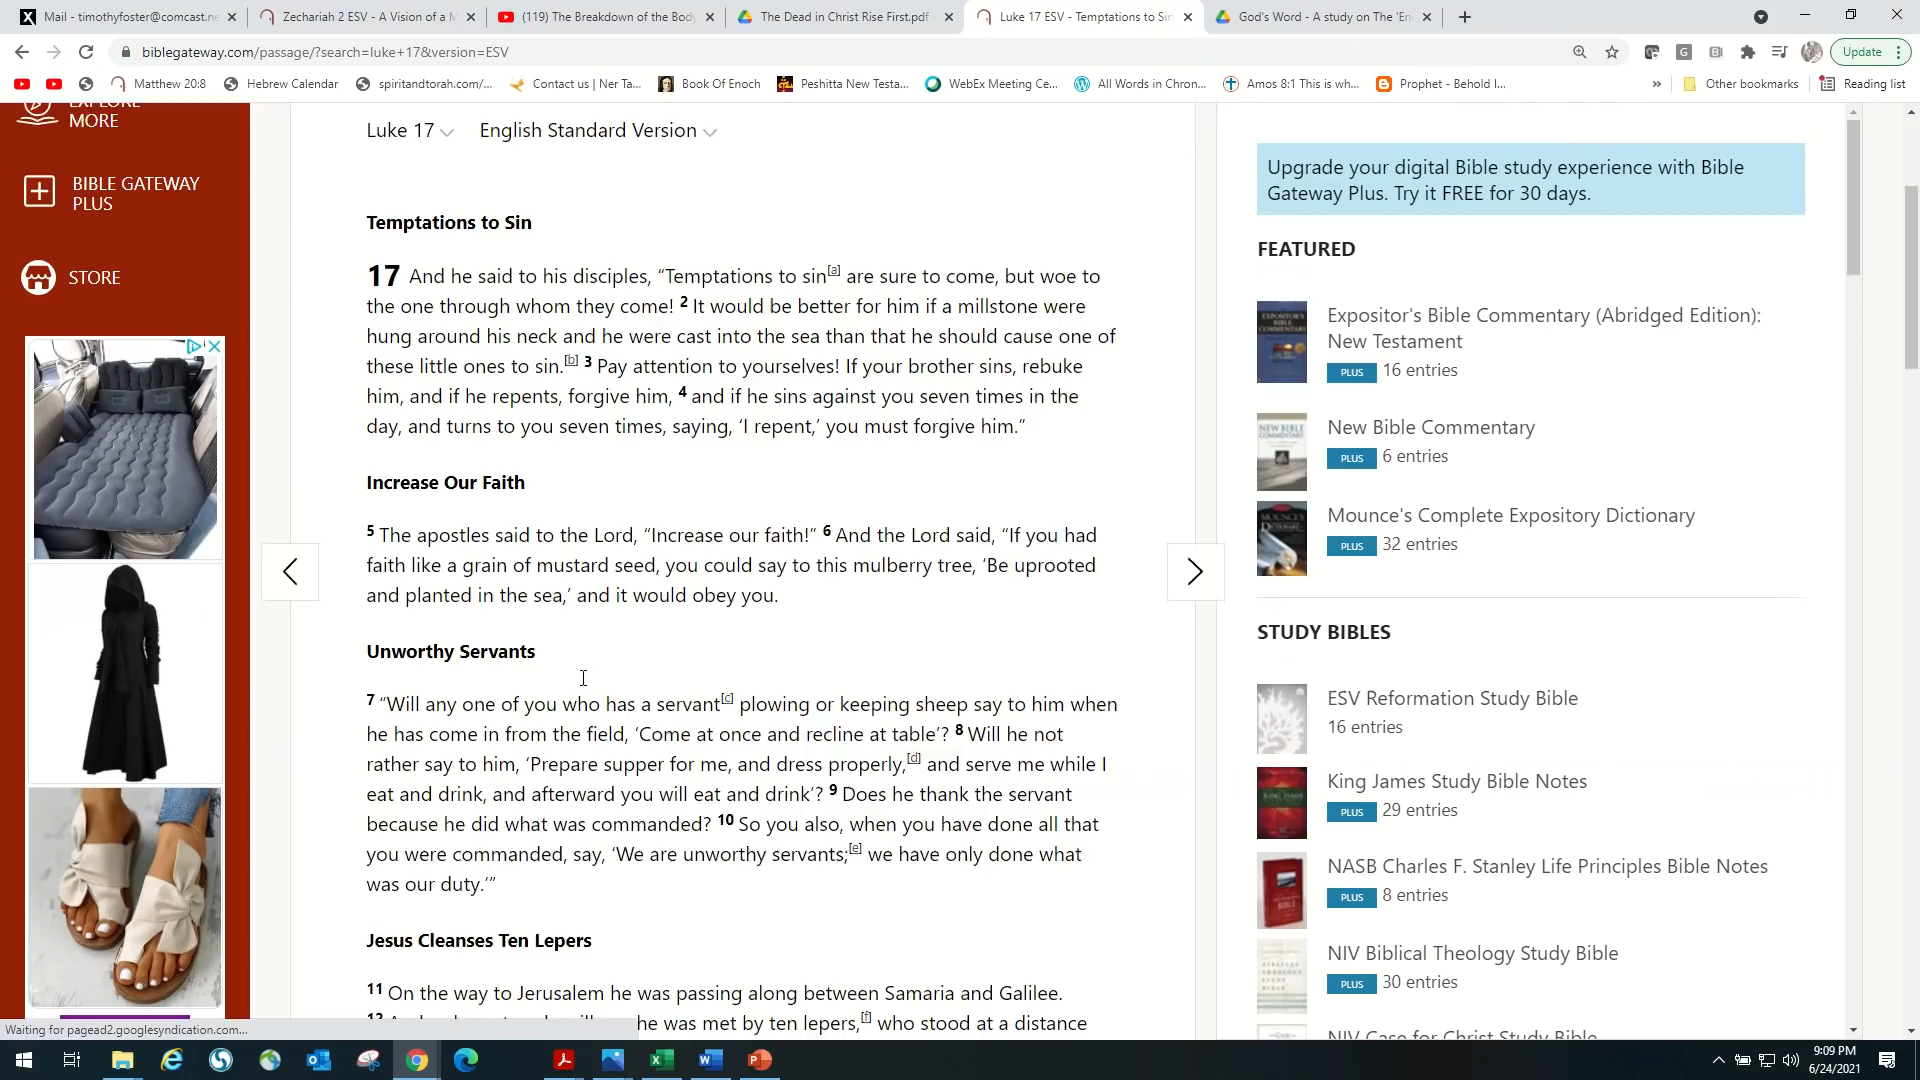 Mail - timothyfoster@comcast.ne
Zechariah 2 ESV - A Vision of a M
(119) The Breakdown of the Body
The Dead in Christ Rise First.pdf -
Luke 17 ESV - Temptations to Sin
God's Word - A study on The 'En
biblegateway.com/passage/?search=luke+17&version=ESV
Update
Matthew 20:8
Hebrew Calendar
spiritandtorah.com/...
Contact us | Ner Ta...
Book Of Enoch
Peshitta New Testa...
WebEx Meeting Ce...
All Words in Chron...
Amos 8:1 This is wh...
Prophet - Behold I...
»
Other bookmarks
Reading list
EXPLORE
MORE
BIBLE GATEWAY
PLUS
STORE
Luke 17
English Standard Version
Temptations to Sin
17 And he said to his disciples, “Temptations to sin[a] are sure to come, but woe to
the one through whom they come! 2 It would be better for him if a millstone were
hung around his neck and he were cast into the sea than that he should cause one of
these little ones to sin.[b] 3 Pay attention to yourselves! If your brother sins, rebuke
him, and if he repents, forgive him, 4 and if he sins against you seven times in the
day, and turns to you seven times, saying, ‘I repent,’ you must forgive him.”
Increase Our Faith
5 The apostles said to the Lord, “Increase our faith!” 6 And the Lord said, “If you had
faith like a grain of mustard seed, you could say to this mulberry tree, ‘Be uprooted
and planted in the sea,’ and it would obey you.
Unworthy Servants
7 “Will any one of you who has a servant[c] plowing or keeping sheep say to him when
he has come in from the field, ‘Come at once and recline at table’? 8 Will he not
rather say to him, ‘Prepare supper for me, and dress properly,[d] and serve me while I
eat and drink, and afterward you will eat and drink’? 9 Does he thank the servant
because he did what was commanded? 10 So you also, when you have done all that
you were commanded, say, ‘We are unworthy servants;[e] we have only done what
was our duty.’”
Jesus Cleanses Ten Lepers
11 On the way to Jerusalem he was passing along between Samaria and Galilee.
he was met by ten lepers,[f] who stood at a distance
Upgrade your digital Bible study experience with Bible
Gateway Plus. Try it FREE for 30 days.
FEATURED
EXPOSITOR'S
BIBLE
COMMENTARY
Expositor's Bible Commentary (Abridged Edition):
New Testament
PLUS 16 entries
NEW BIBLE
COMMENTARY
New Bible Commentary
PLUS 6 entries
MOUNCE'S
Mounce's Complete Expository Dictionary
PLUS 32 entries
STUDY BIBLES
ESV Reformation Study Bible
16 entries
KING JAMES
King James Study Bible Notes
PLUS 29 entries
BIBLE
NASB Charles F. Stanley Life Principles Bible Notes
PLUS 8 entries
NIV Biblical Theology Study Bible
PLUS 30 entries
NIV Case for Christ Study Bible
Waiting for pagead2.googlesyndication.com...
9:09 PM
6/24/2021